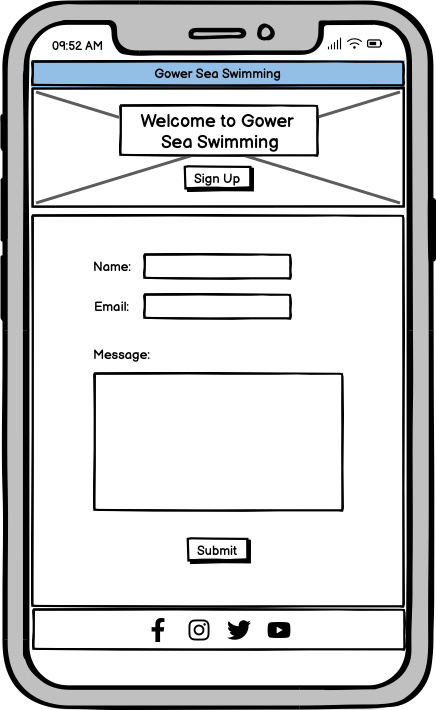 09:52 AM
Gower Sea Swimming
Welcome to Gower
Sea Swimming
Sign Up
Name:
Email:
Message:
Submit